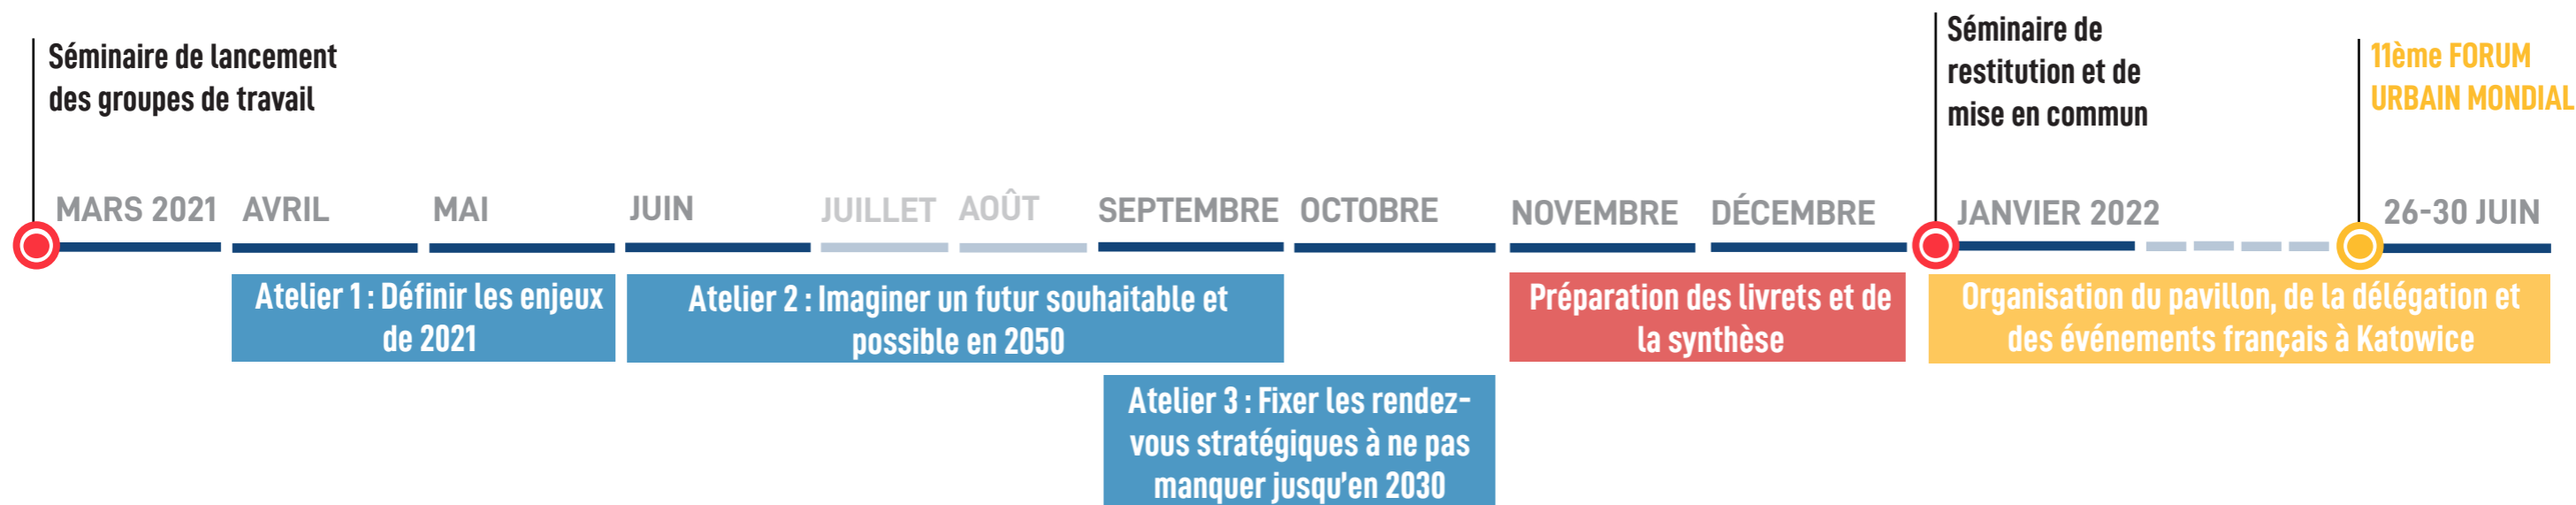 Séminaire de lancement
des groupes de travail
Séminaire de
restitution et de
mise en commun
11ème FORUM
URBAIN MONDIAL
MARS 2021
AVRIL
MAI
JUIN
JUILLET
AOÛT
SEPTEMBRE
OCTOBRE
NOVEMBRE
DÉCEMBRE
JANVIER 2022
26-30 JUIN
Atelier 1 : Définir les enjeux
de 2021
Atelier 2 : Imaginer un futur souhaitable et
possible en 2050
Préparation des livrets et de
la synthèse
Organisation du pavillon, de la délégation et
des événements français à Katowice
Atelier 3 : Fixer les rendez-
vous stratégiques à ne pas
manquer jusqu'en 2030